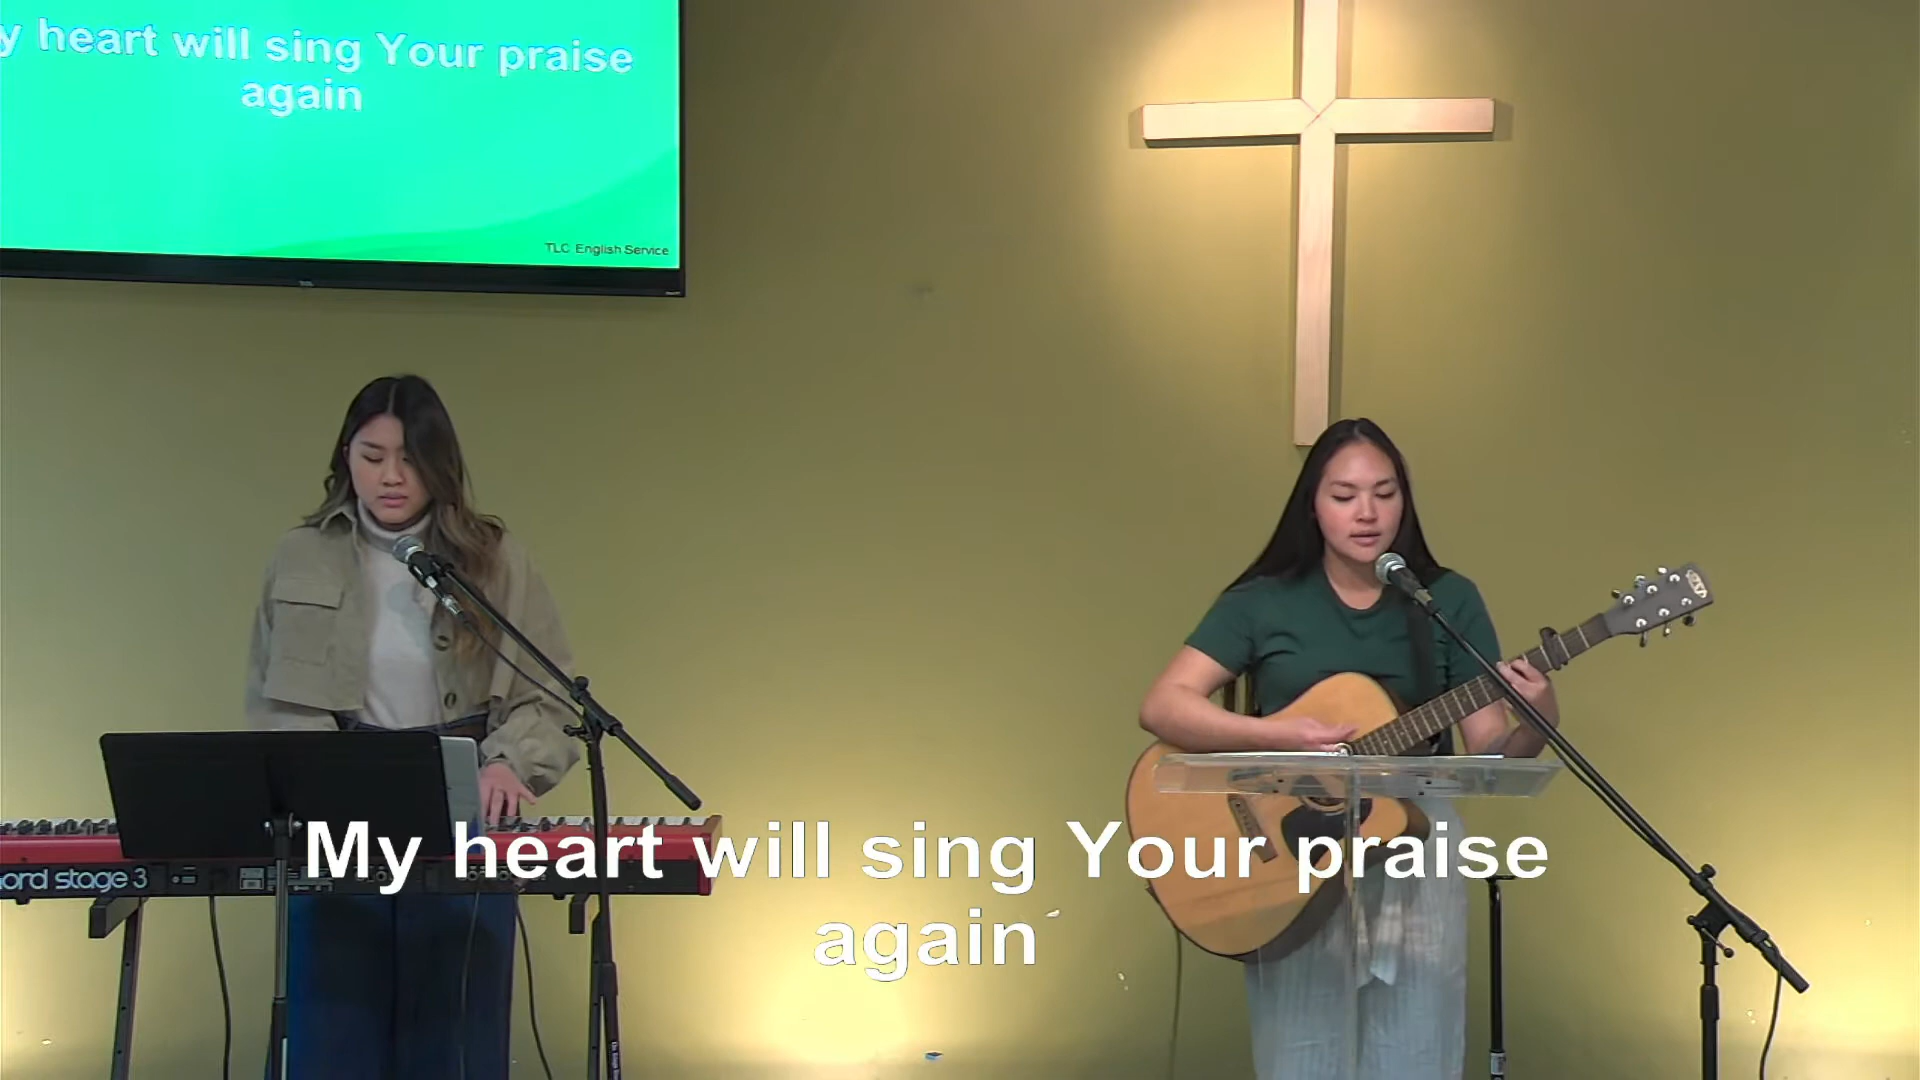 y heart will sing Your praise
again
TLC English Service
ord stage 3
My heart will sing Your praise
again